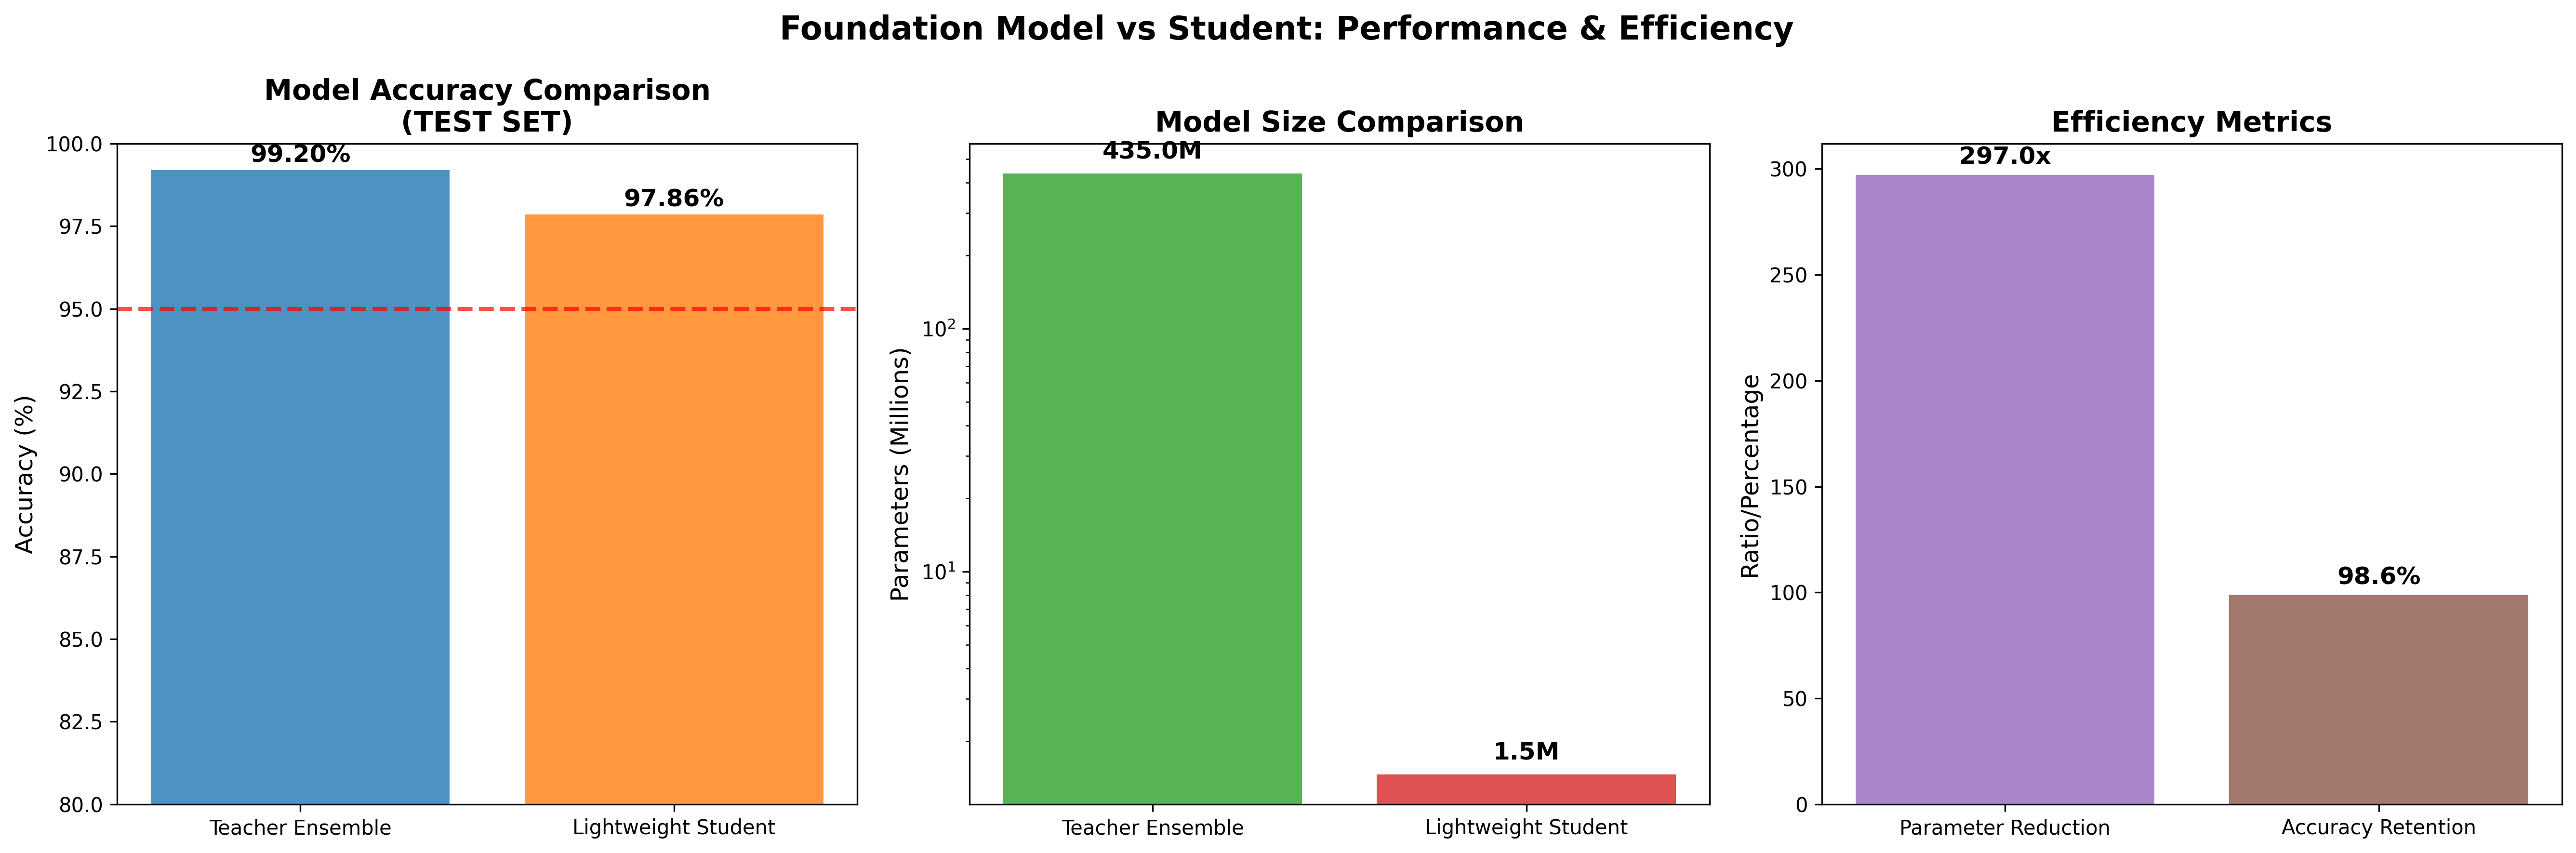 Foundation Model vs Student: Performance & Efficiency
Model Accuracy Comparison
(TEST SET)
100.0
97.5
95.0
92.5
90.0
87.5
85.0
82.5
80.0
Accuracy (%)
99.20%
97.86%
Teacher Ensemble
Lightweight Student
Model Size Comparison
10²
10¹
Parameters (Millions)
435.0M
1.5M
Teacher Ensemble
Lightweight Student
Efficiency Metrics
300
250
200
150
100
50
0
Ratio/Percentage
297.0x
98.6%
Parameter Reduction
Accuracy Retention